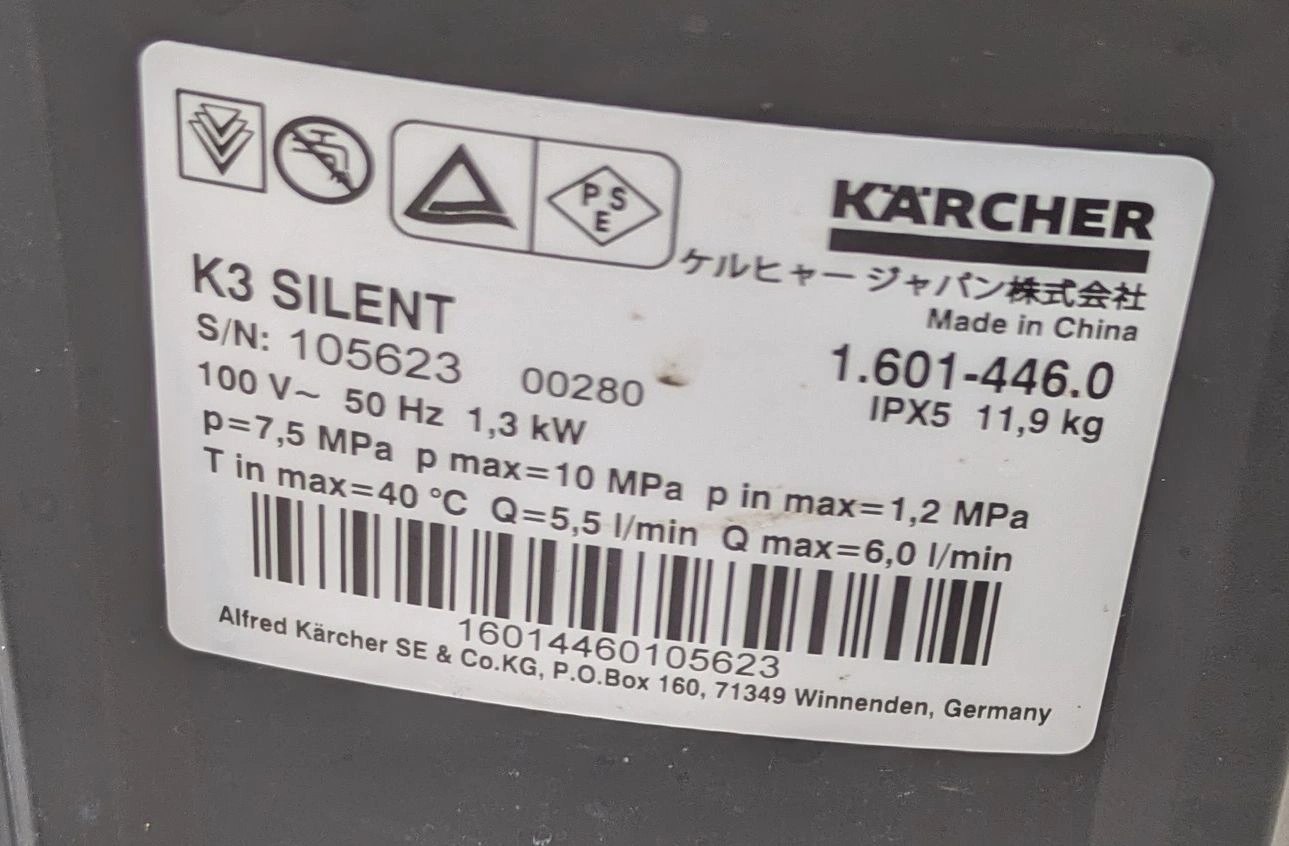 PSE
KÄRCHER
ケルヒャー ジャパン株式会社
Made in China
K3 SILENT
1.601-446.0
S/N: 105623 00280
IPX5 11,9 kg
100 V~ 50 Hz 1,3 kW
p=7,5 MPa p max=10 MPa p in max=1,2 MPa
T in max=40 °C Q=5,5 l/min Q max=6,0 l/min
16014460105623
Alfred Kärcher SE & Co.KG, P.O.Box 160, 71349 Winnenden, Germany